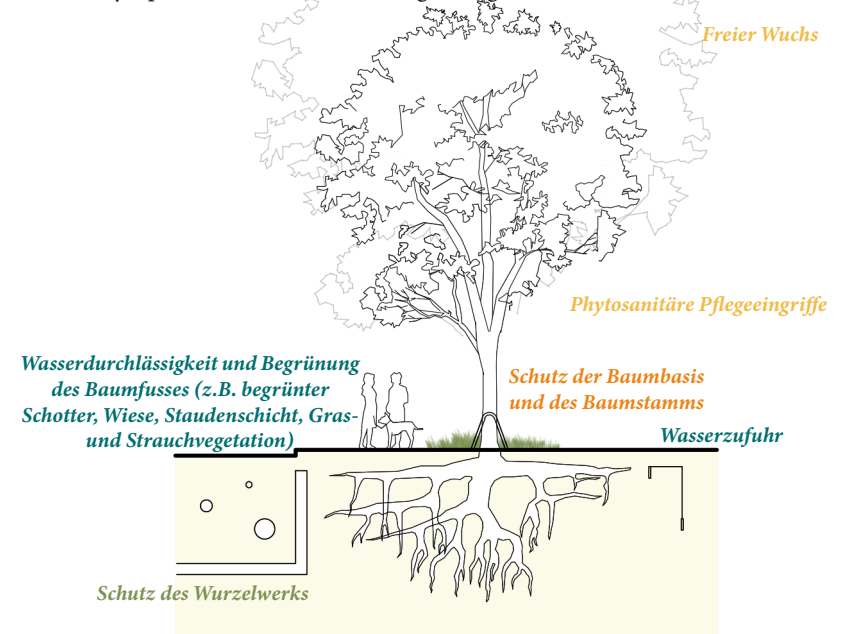 Freier Wuchs
Phytosanitäre Pflegeeingriffe
Wasserdurchlässigkeit und Begrünung
des Baumfusses (z.B. begrünter
Schotter, Wiese, Staudenschicht, Gras-
und Strauchvegetation)
Schutz der Baumbasis
und des Baumstamms
Wasserzufuhr
Schutz des Wurzelwerks